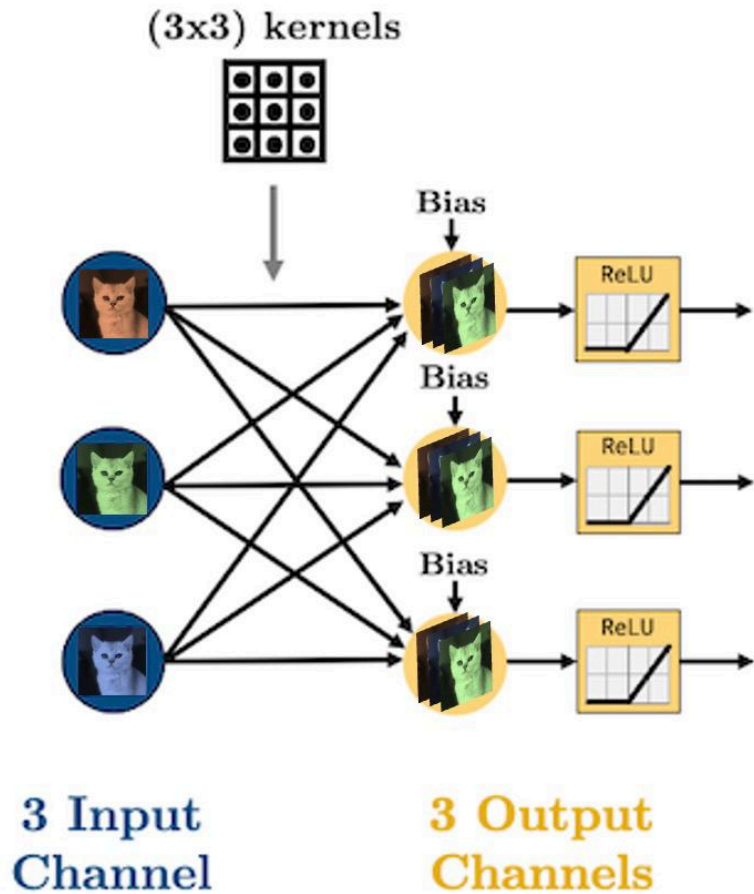 (3x3) kernels
Bias
ReLU
Bias
ReLU
Bias
ReLU
3 Input
Channel
3 Output
Channels